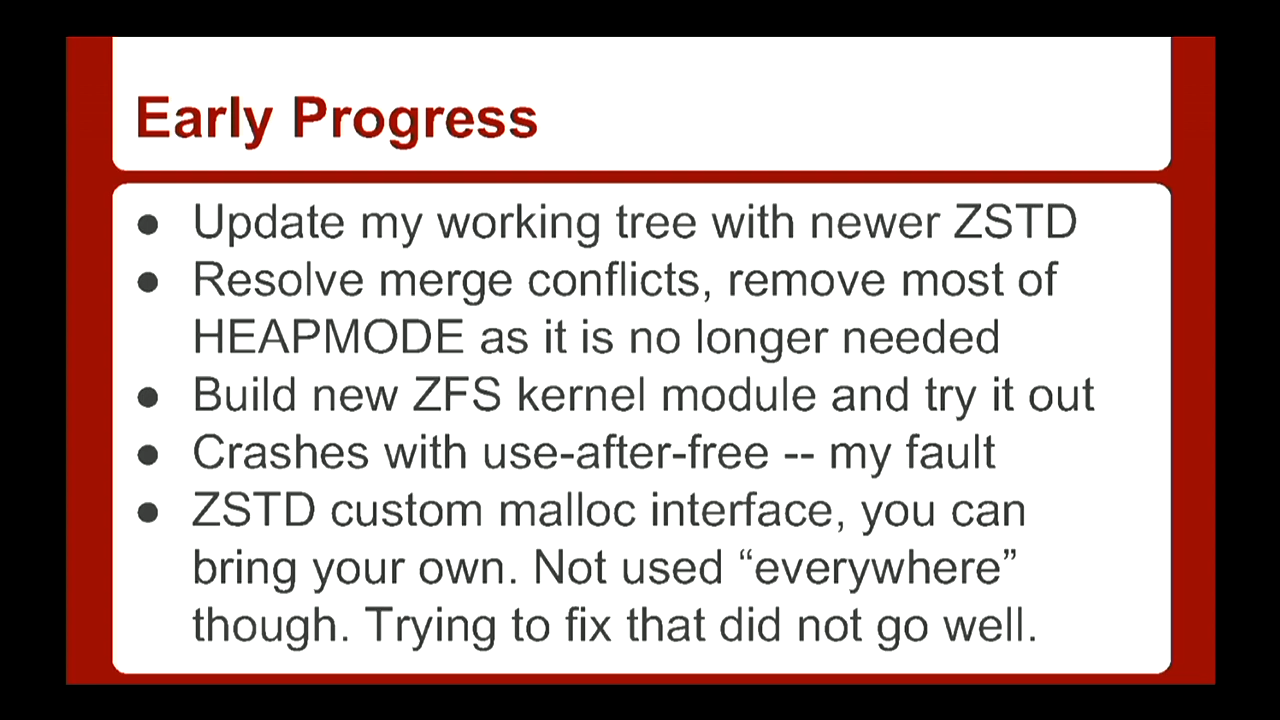 Early Progress
● Update my working tree with newer ZSTD
● Resolve merge conflicts, remove most of
HEAPMODE as it is no longer needed
● Build new ZFS kernel module and try it out
● Crashes with use-after-free -- my fault
● ZSTD custom malloc interface, you can
bring your own. Not used “everywhere”
though. Trying to fix that did not go well.